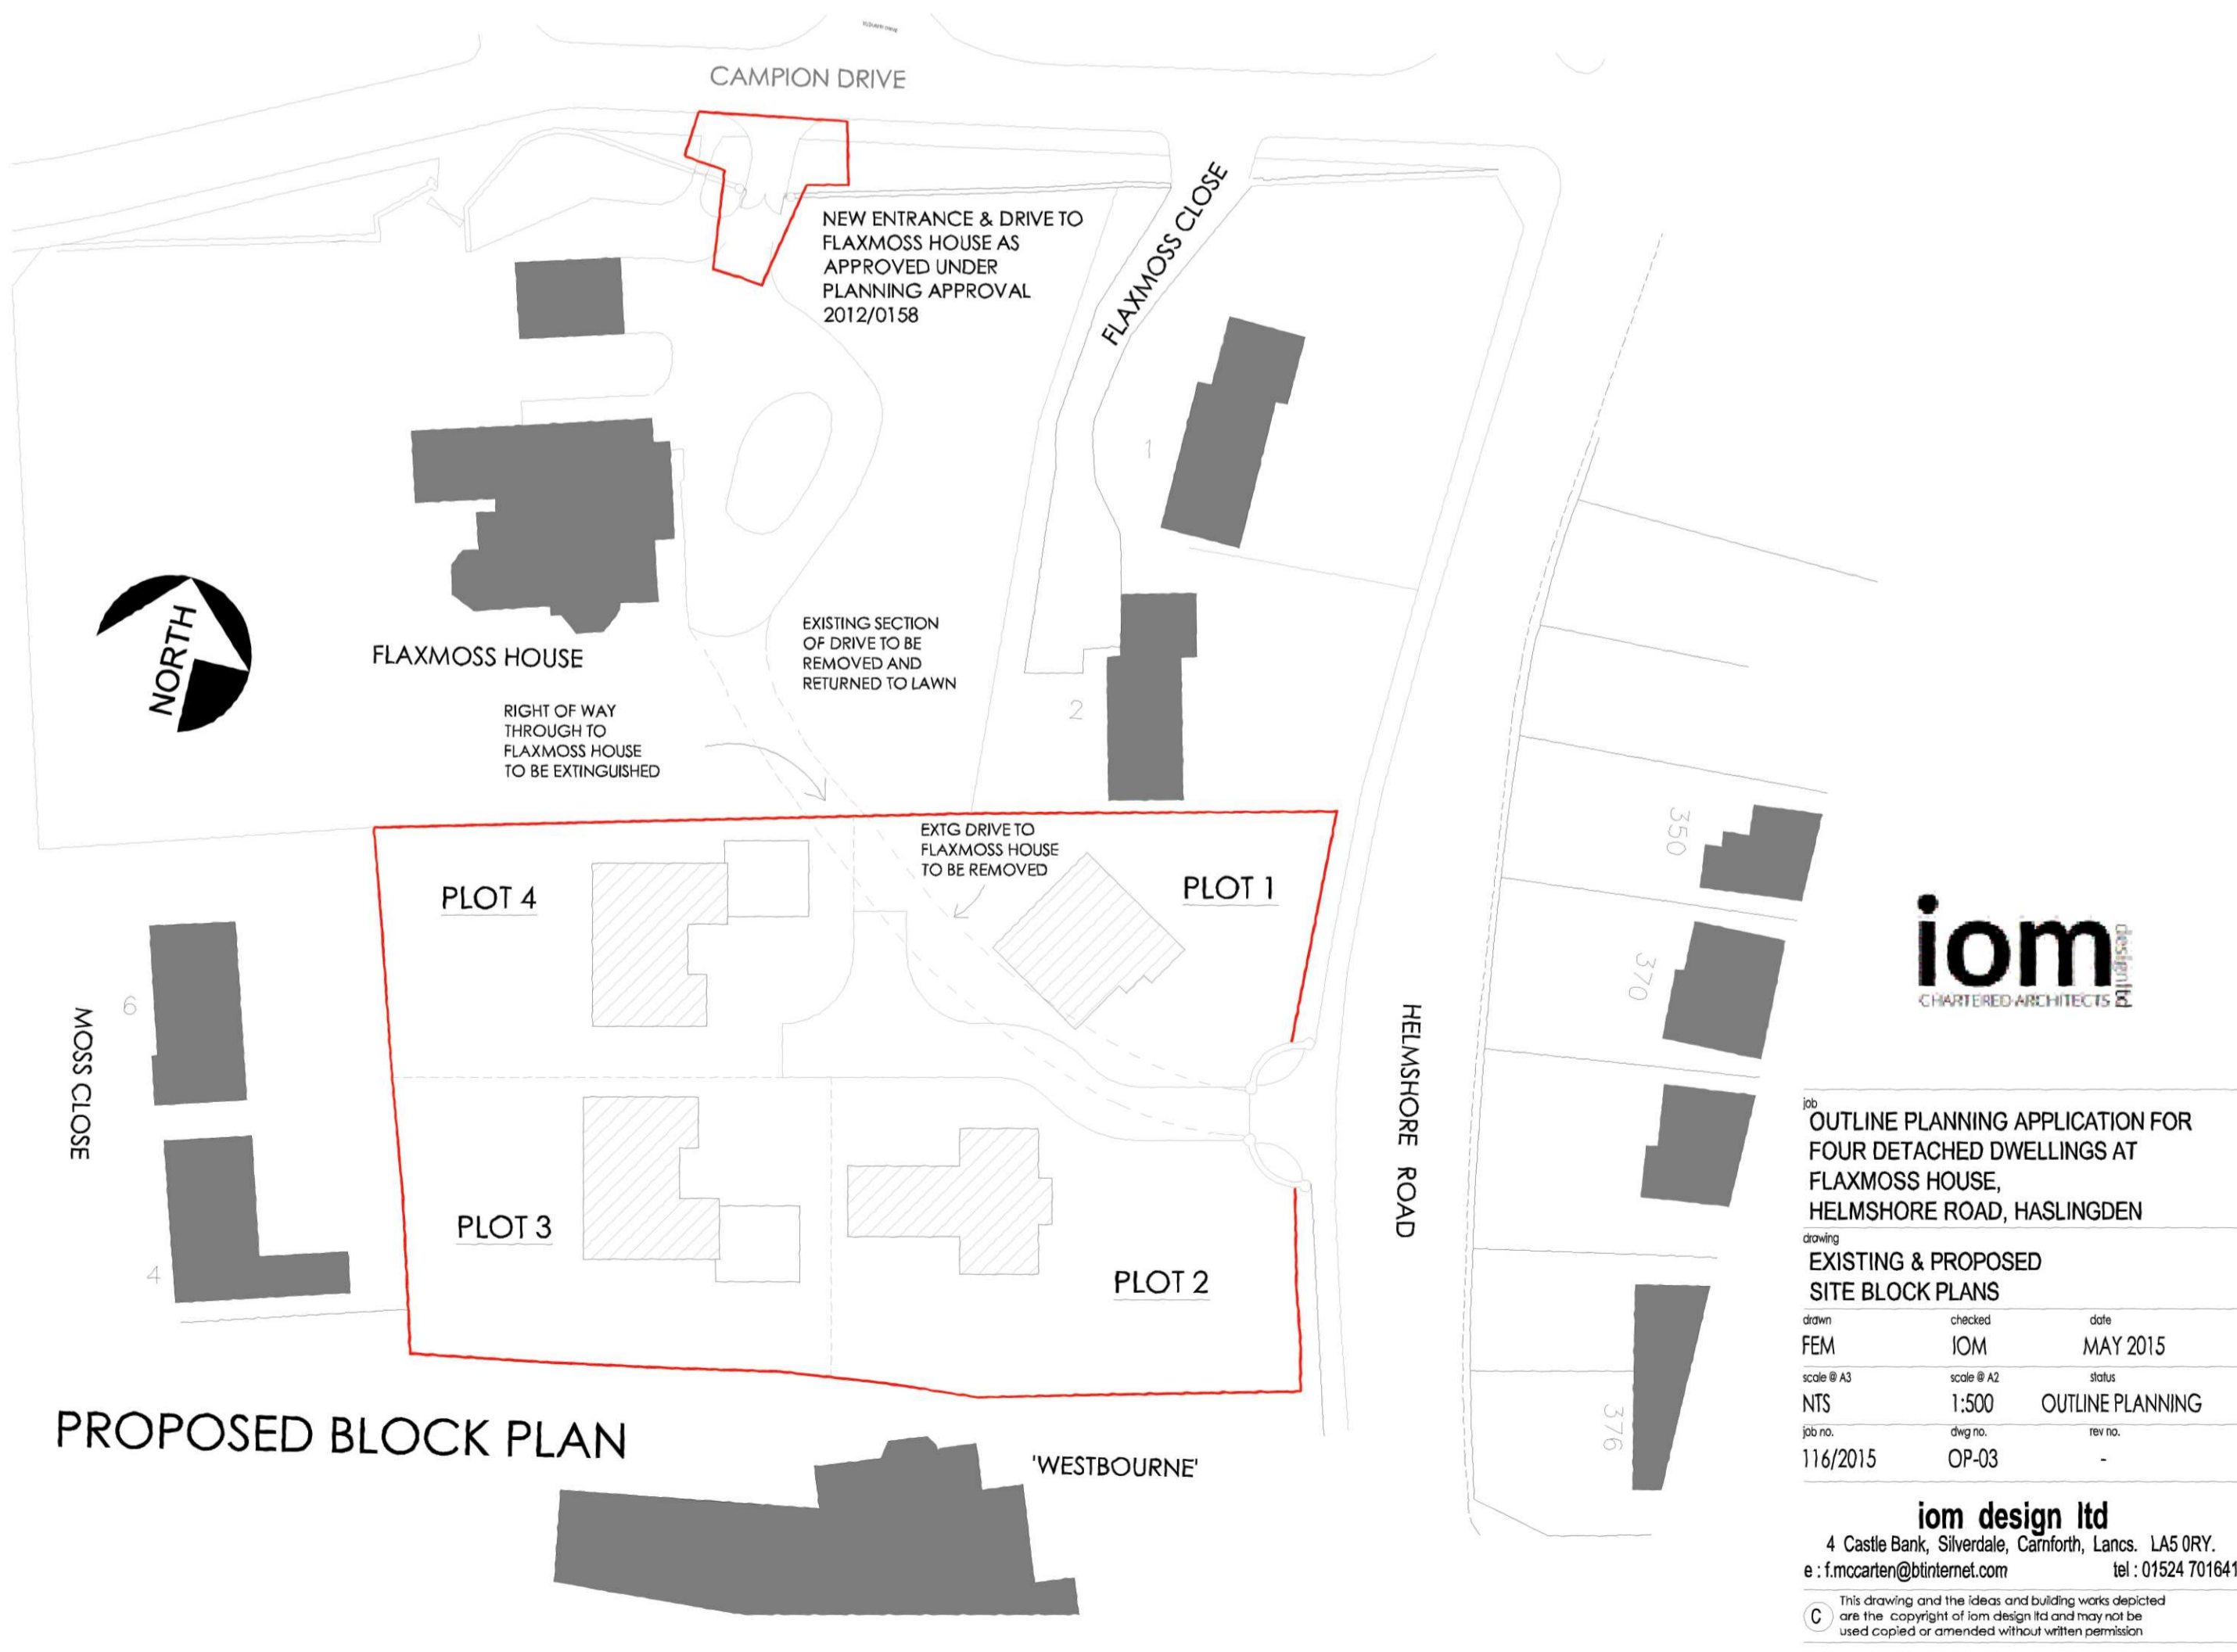 CAMPION DRIVE
NEW ENTRANCE & DRIVE TO
FLAXMOSS HOUSE AS
APPROVED UNDER
PLANNING APPROVAL
2012/0158
FLAXMOSS CLOSE
1
NORTH
FLAXMOSS HOUSE
EXISTING SECTION
OF DRIVE TO BE
REMOVED AND
RETURNED TO LAWN
RIGHT OF WAY
THROUGH TO
FLAXMOSS HOUSE
TO BE EXTINGUISHED
2
EXTG DRIVE TO
FLAXMOSS HOUSE
TO BE REMOVED
PLOT 4
PLOT 1
350
370
6
MOSS CLOSE
HELMSHORE ROAD
PLOT 3
4
PLOT 2
376
PROPOSED BLOCK PLAN
'WESTBOURNE'
iom
design ltd
CHARTERED ARCHITECTS
job
OUTLINE PLANNING APPLICATION FOR
FOUR DETACHED DWELLINGS AT
FLAXMOSS HOUSE,
HELMSHORE ROAD, HASLINGDEN
drawing
EXISTING & PROPOSED
SITE BLOCK PLANS
drawn checked date
FEM IOM MAY 2015
scale @ A3 scale @ A2 status
NTS 1:500 OUTLINE PLANNING
job no. dwg no. rev no.
116/2015 OP-03 -
iom design ltd
4 Castle Bank, Silverdale, Carnforth, Lancs. LA5 0RY.
e : f.mccarten@btinternet.com tel : 01524 701641
C
This drawing and the ideas and building works depicted
are the copyright of iom design ltd and may not be
used copied or amended without written permission